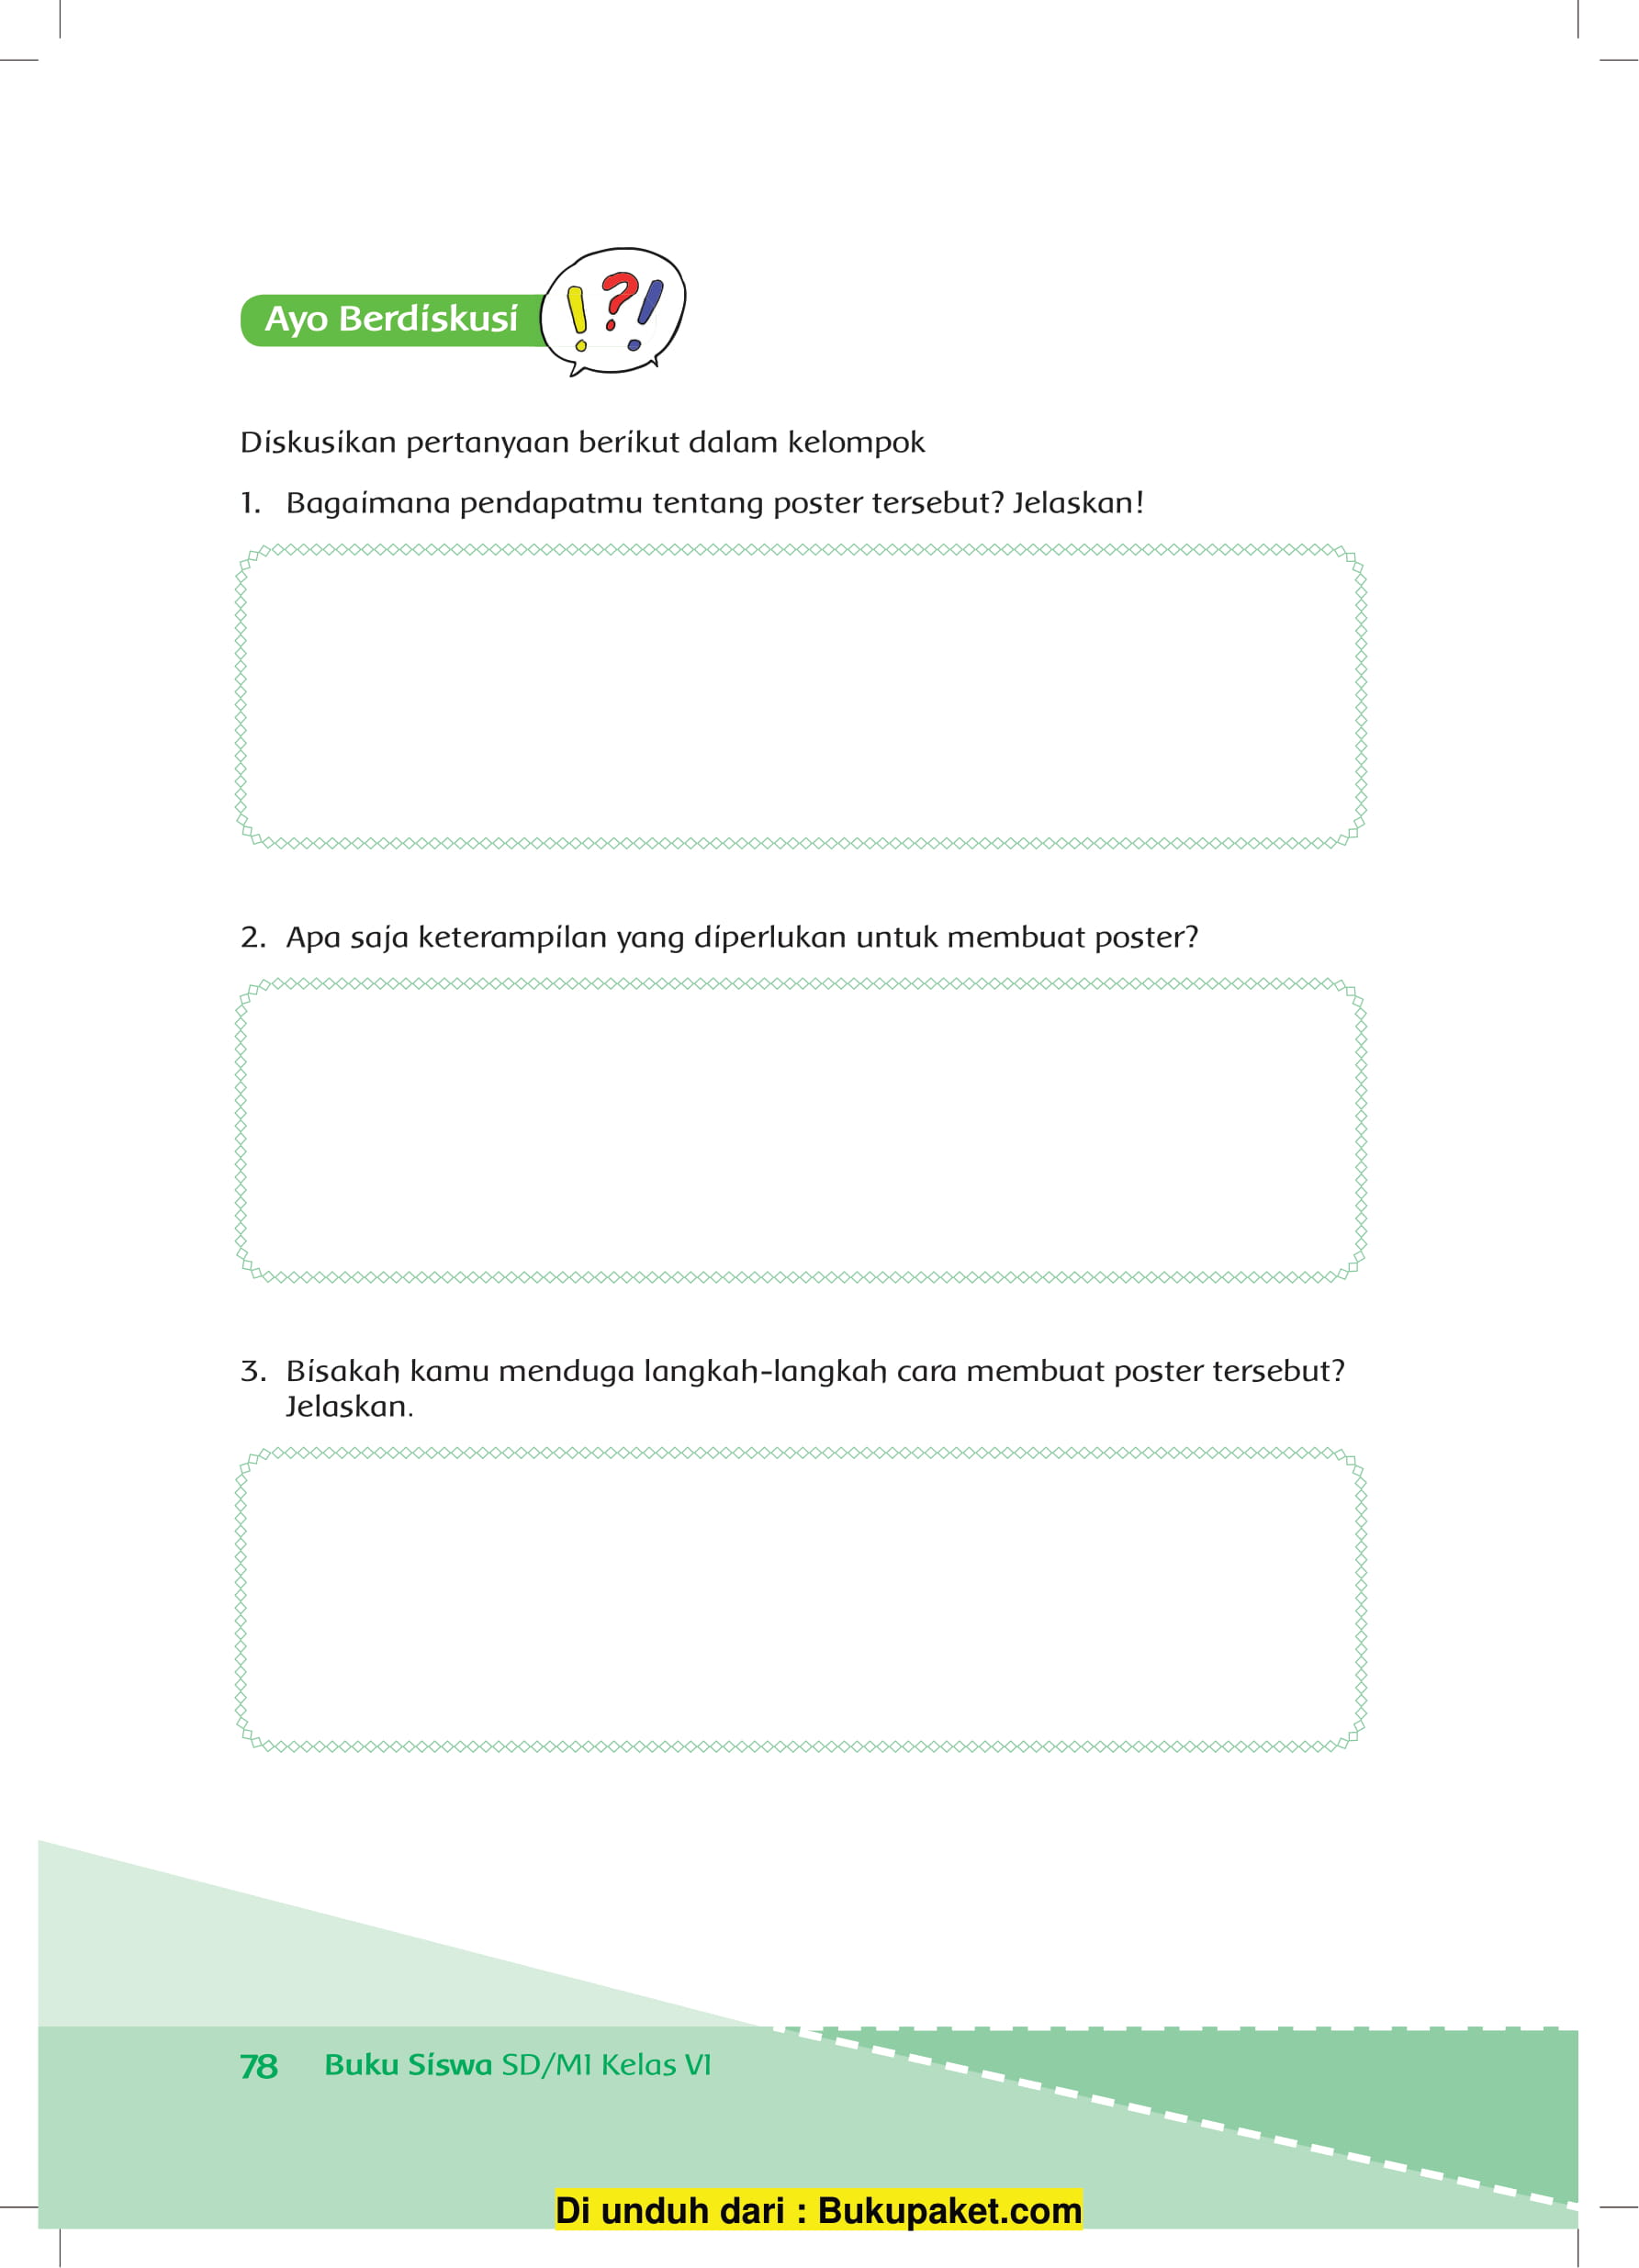 Ayo Berdiskusi
Diskusikan pertanyaan berikut dalam kelompok
1. Bagaimana pendapatmu tentang poster tersebut? Jelaskan!
2. Apa saja keterampilan yang diperlukan untuk membuat poster?
3. Bisakah kamu menduga langkah-langkah cara membuat poster tersebut?
Jelaskan.
78 Buku Siswa SD/MI Kelas VI
Di unduh dari : Bukupaket.com